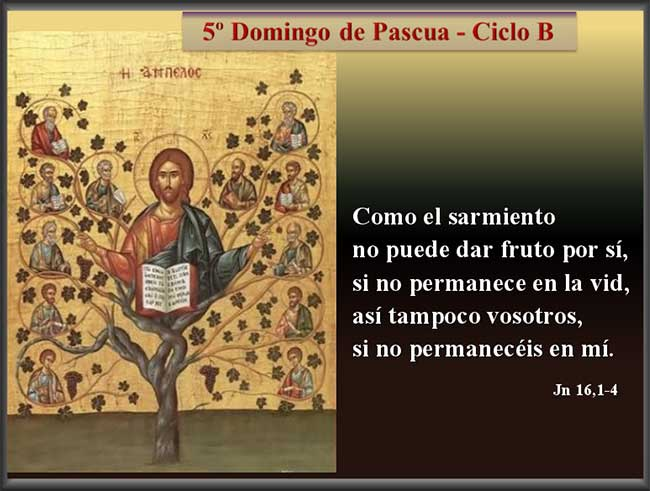 5º Domingo de Pascua - Ciclo B
Η ΑΜΠΕΛΟΣ
Como el sarmiento
no puede dar fruto por sí,
si no permanece en la vid,
así tampoco vosotros,
si no permanecéis en mí.
Jn 16,1-4